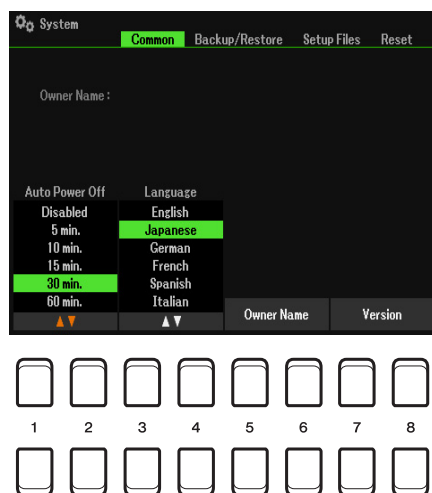 System
Common Backup/Restore Setup Files Reset
Owner Name :
Auto Power Off Language
Disabled English
5 min. Japanese
10 min. German
15 min. French
30 min. Spanish
60 min. Italian
Owner Name Version
1 2 3 4 5 6 7 8